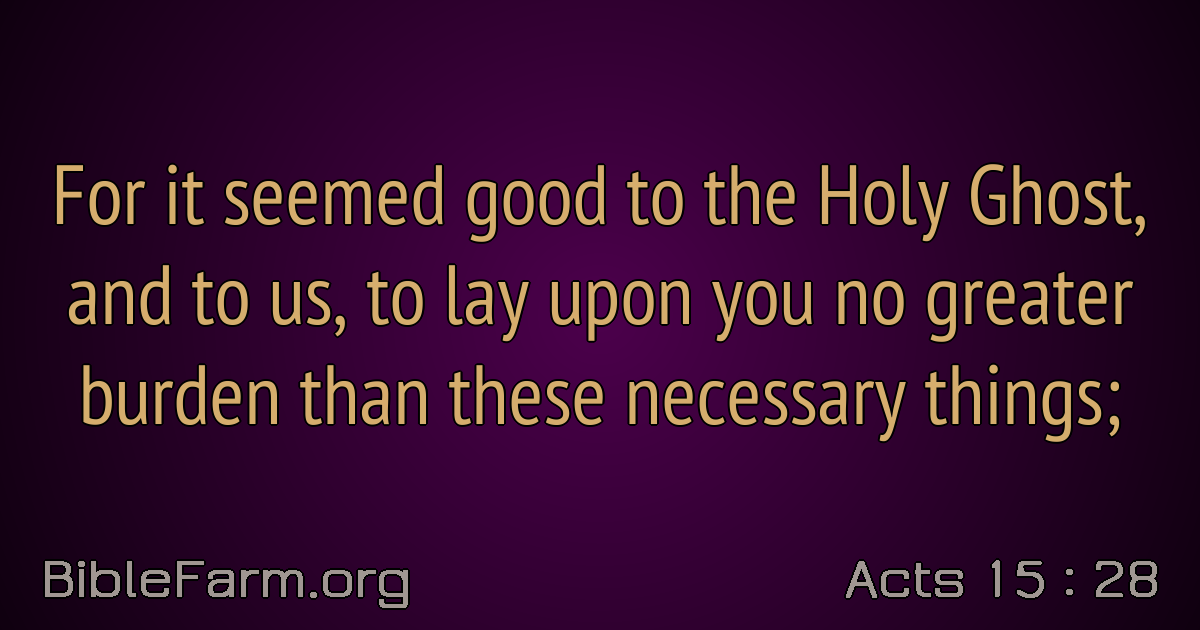 For it seemed good to the Holy Ghost,
and to us, to lay upon you no greater
burden than these necessary things;
BibleFarm.org
Acts 15 : 28